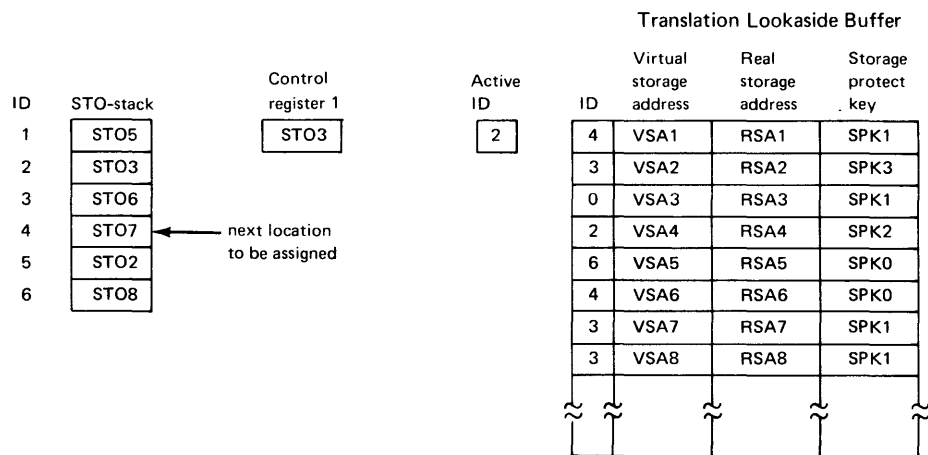 Translation Lookaside Buffer
ID STO-stack Control register 1 Active ID ID Virtual storage address Real storage address . Storage protect key
1 STO5 STO3 2 4 VSA1 RSA1 SPK1
2 STO3 3 VSA2 RSA2 SPK3
3 STO6 0 VSA3 RSA3 SPK1
4 STO7 next location to be assigned 2 VSA4 RSA4 SPK2
5 STO2 6 VSA5 RSA5 SPK0
6 STO8 4 VSA6 RSA6 SPK0
3 VSA7 RSA7 SPK1
3 VSA8 RSA8 SPK1